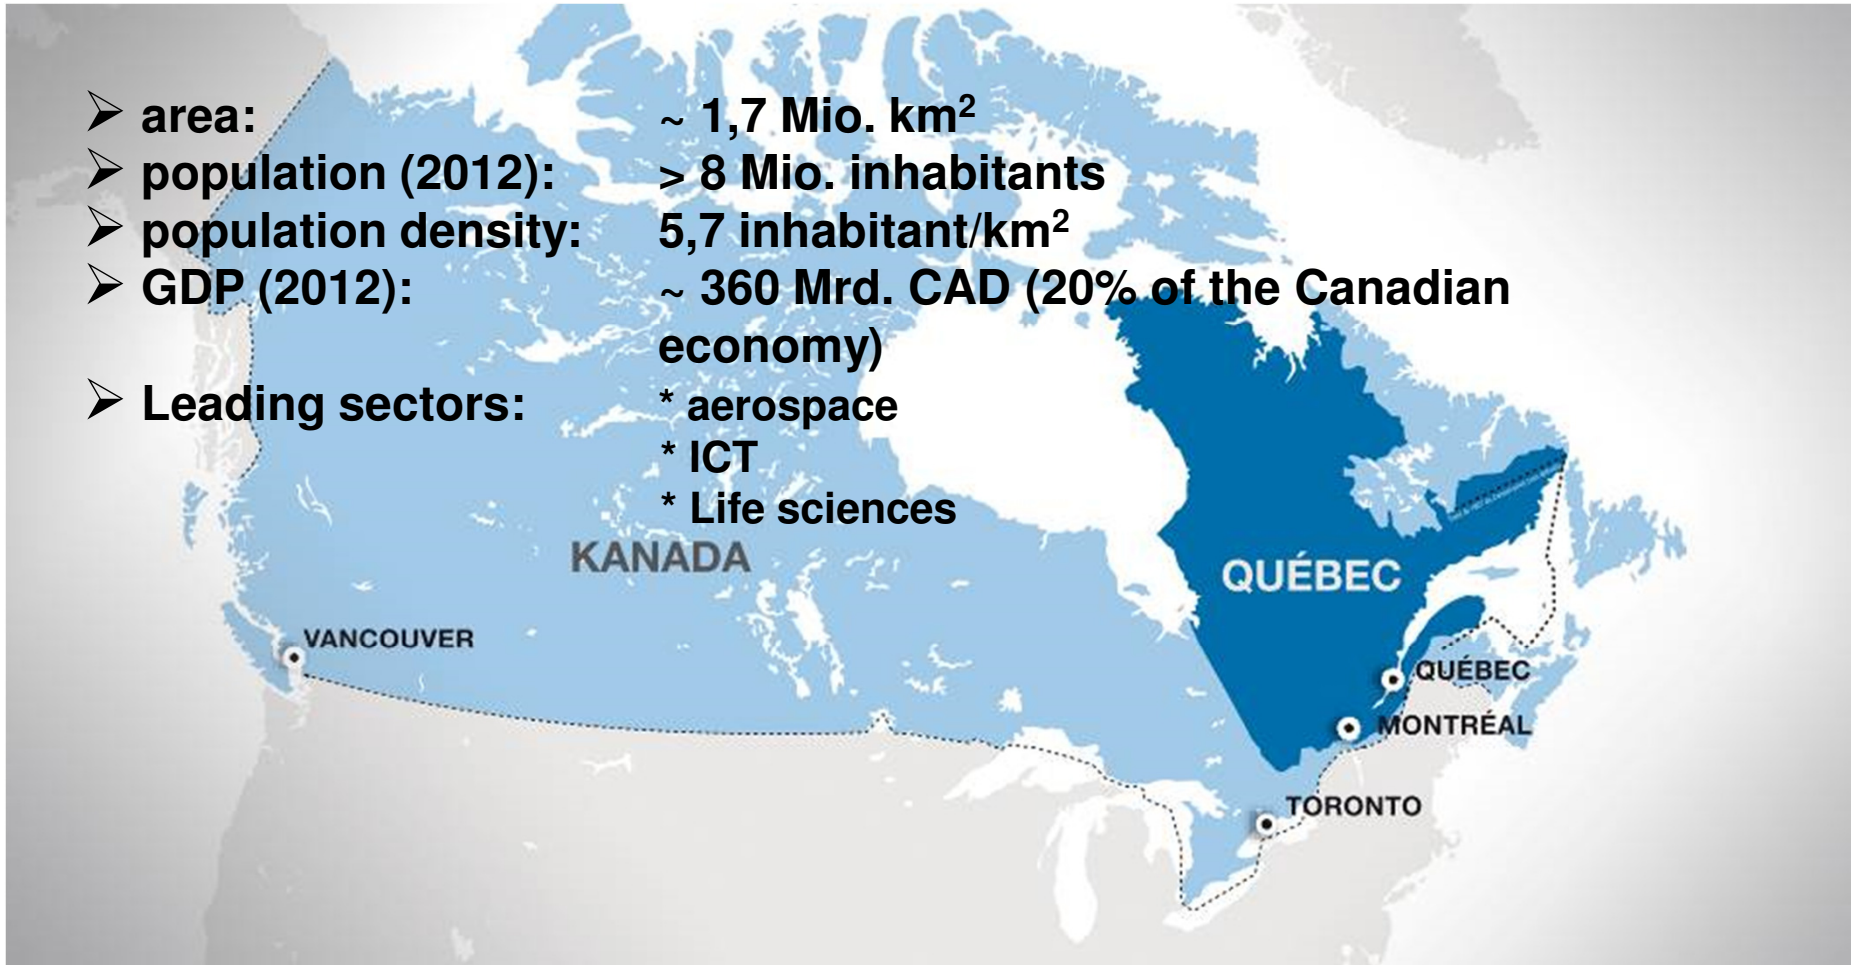 ➢ area: ~ 1,7 Mio. km²
➢ population (2012): > 8 Mio. inhabitants
➢ population density: 5,7 inhabitant/km²
➢ GDP (2012): ~ 360 Mrd. CAD (20% of the Canadian
economy)
➢ Leading sectors: * aerospace
* ICT
* Life sciences
KANADA
QUÉBEC
VANCOUVER
QUÉBEC
MONTRÉAL
TORONTO